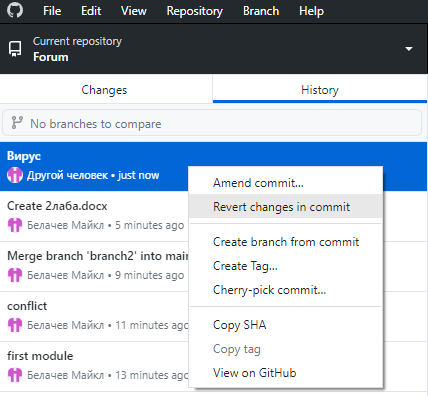 File Edit View Repository Branch Help
Current repository
Forum
Changes History
No branches to compare
Вирус
Другой человек • just now
Amend commit...
Revert changes in commit
Create 2лаба.docx
Белачев Майкл • 5 minutes ago
Create branch from commit
Merge branch 'branch2' into main
Create Tag...
Белачев Майкл • 9 minutes ago
Cherry-pick commit...
conflict
Белачев Майкл • 11 minutes ago
Copy SHA
Copy tag
first module
View on GitHub
Белачев Майкл • 13 minutes ago